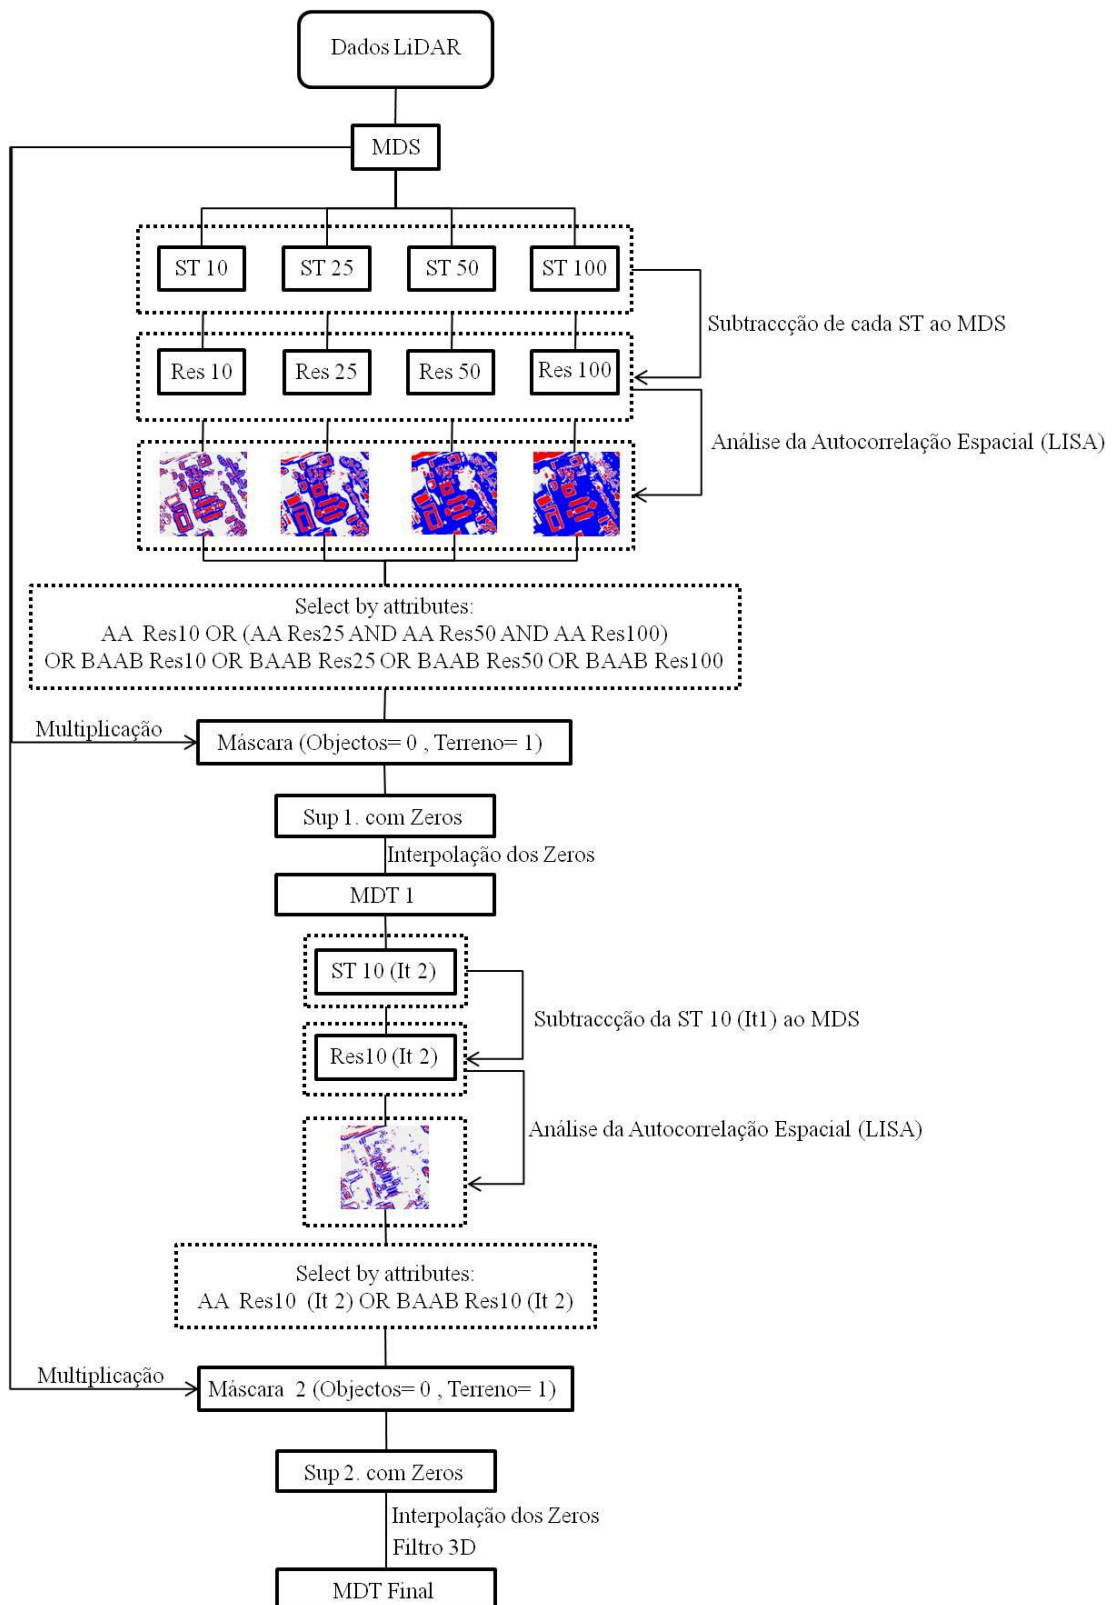 Dados LiDAR
MDS
ST 10
ST 25
ST 50
ST 100
Subtraccção de cada ST ao MDS
Res 10
Res 25
Res 50
Res 100
Análise da Autocorrelação Espacial (LISA)
Select by attributes:
AA Res10 OR (AA Res25 AND AA Res50 AND AA Res100)
OR BAAB Res10 OR BAAB Res25 OR BAAB Res50 OR BAAB Res100
Multiplicação
Máscara (Objectos= 0 , Terreno= 1)
Sup 1. com Zeros
Interpolação dos Zeros
MDT 1
ST 10 (It 2)
Subtraccção da ST 10 (It1) ao MDS
Res10 (It 2)
Análise da Autocorrelação Espacial (LISA)
Select by attributes:
AA Res10 (It 2) OR BAAB Res10 (It 2)
Multiplicação
Máscara 2 (Objectos= 0 , Terreno= 1)
Sup 2. com Zeros
Interpolação dos Zeros
Filtro 3D
MDT Final